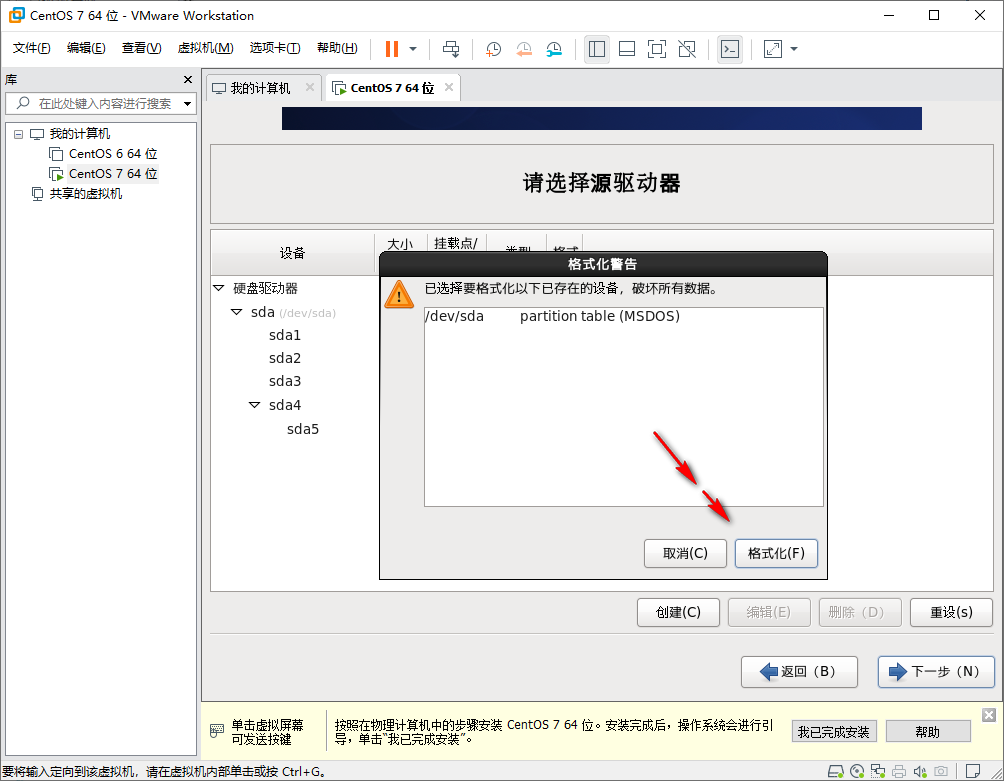 CentOS 7 64 位 - VMware Workstation
文件(F) 编辑(E) 查看(V) 虚拟机(M) 选项卡(T) 帮助(H)
库
在此处键入内容进行搜索
我的计算机
CentOS 6 64 位
CentOS 7 64 位
共享的虚拟机
我的计算机 CentOS 7 64 位
请选择源驱动器
设备 大小 挂载点/ 类型 格式
硬盘驱动器
sda (/dev/sda)
sda1
sda2
sda3
sda4
sda5
格式化警告
已选择要格式化以下已存在的设备，破坏所有数据。
/dev/sda partition table (MSDOS)
取消(C) 格式化(F)
创建(C) 编辑(E) 删除（D） 重设(s)
返回（B） 下一步（N）
单击虚拟屏幕
可发送按键
按照在物理计算机中的步骤安装 CentOS 7 64 位。安装完成后，操作系统会进行引
导，单击“我已完成安装”。
我已完成安装 帮助
要将输入定向到该虚拟机，请在虚拟机内部单击或按 Ctrl+G。